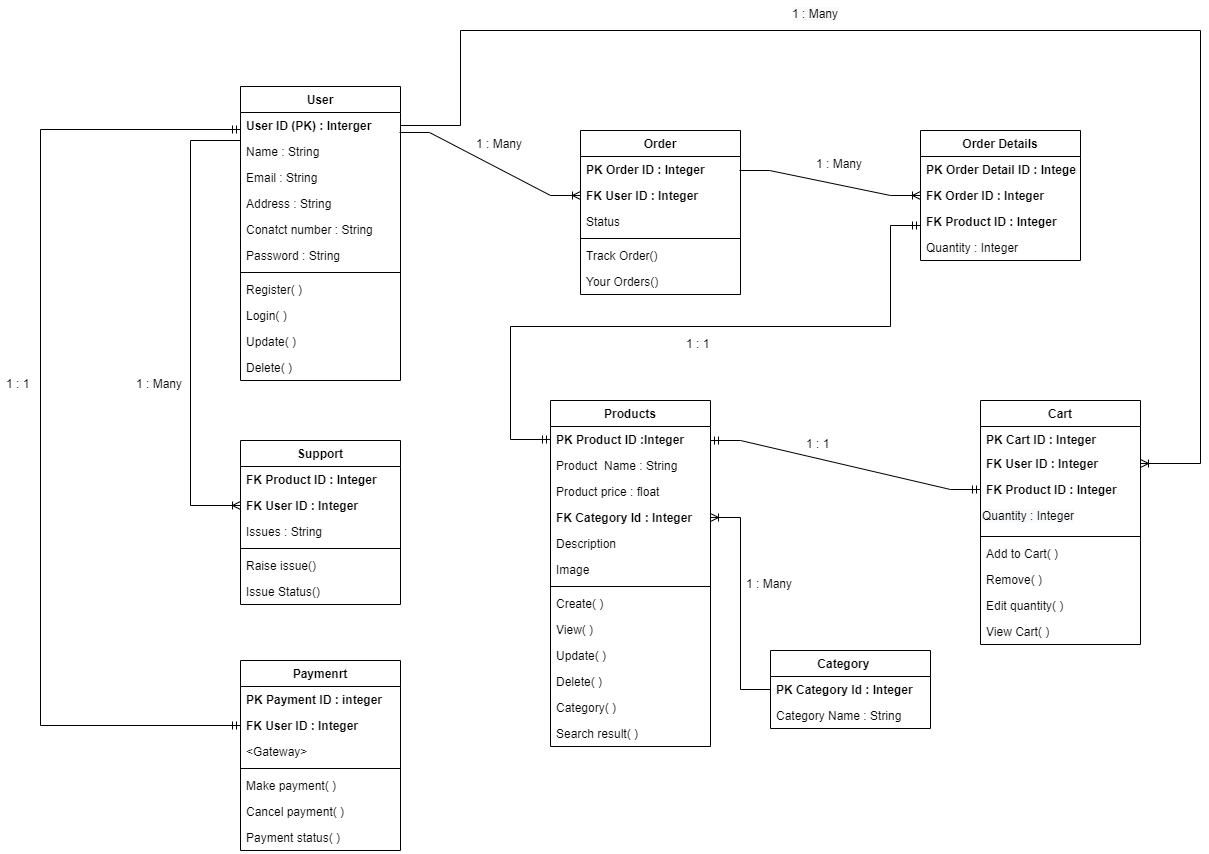 1 : Many
User
User ID (PK) : Interger
Name : String
Email : String
Address : String
Conatct number : String
Password : String
Register( )
Login( )
Update( )
Delete( )
1 : Many
Order
PK Order ID : Integer
FK User ID : Integer
Status
Track Order()
Your Orders()
1 : Many
Order Details
PK Order Detail ID : Intege
FK Order ID : Integer
FK Product ID : Integer
Quantity : Integer
1 : 1
1 : 1
1 : Many
Support
FK Product ID : Integer
FK User ID : Integer
Issues : String
Raise issue()
Issue Status()
Products
PK Product ID :Integer
Product  Name : String
Product price : float
FK Category Id : Integer
Description
Image
Create( )
View( )
Update( )
Delete( )
Category( )
Search result( )
1 : 1
Cart
PK Cart ID : Integer
FK User ID : Integer
FK Product ID : Integer
Quantity : Integer
Add to Cart( )
Remove( )
Edit quantity( )
View Cart( )
1 : Many
Category
PK Category Id : Integer
Category Name : String
Paymenrt
PK Payment ID : integer
FK User ID : Integer
<Gateway>
Make payment( )
Cancel payment( )
Payment status( )